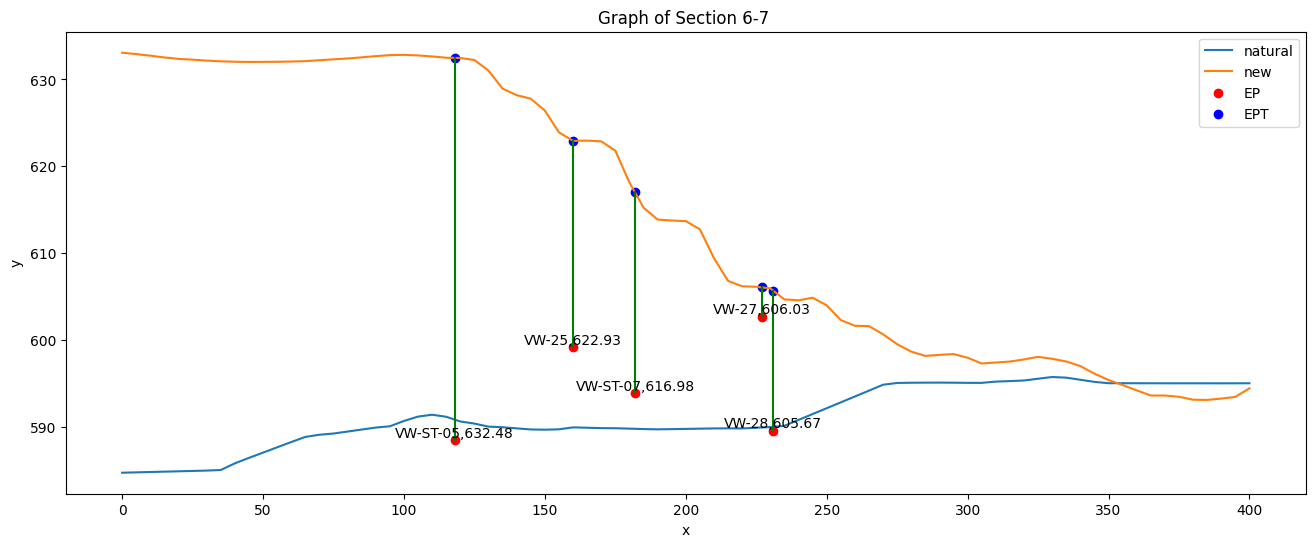 Graph of Section 6-7
natural
new
EP
EPT
y
630
620
610
600
590
VW-27,606.03
VW-25,622.93
VW-ST-07,616.98
VW-28,605.67
VW-ST-05,632.48
0
50
100
150
200
250
300
350
400
x